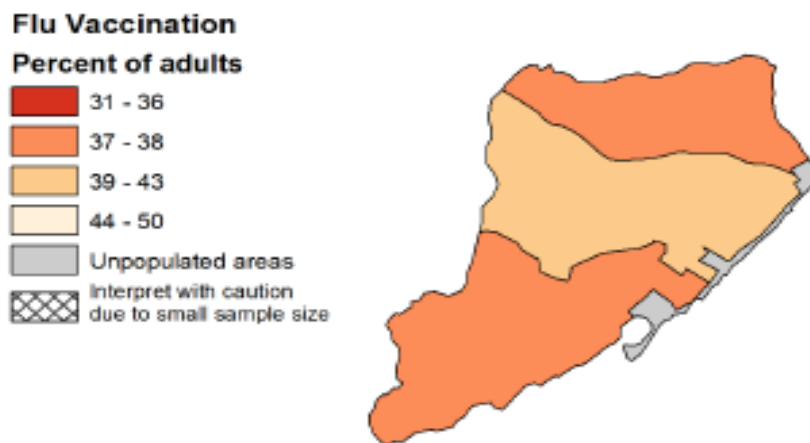 Flu Vaccination
Percent of adults
31 - 36
37 - 38
39 - 43
44 - 50
Unpopulated areas
Interpret with caution
due to small sample size